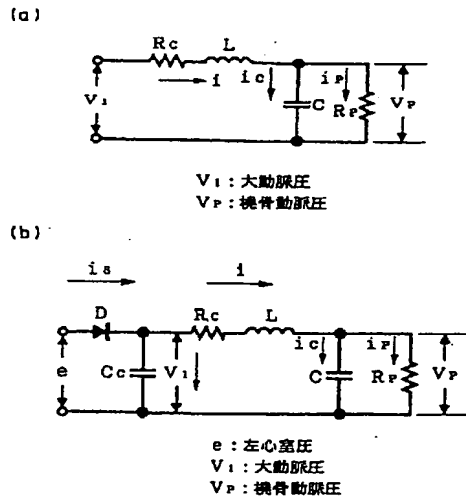 (a)
Rc L
i ic iP
V1 C RP VP
V1：大動脈圧
VP：橈骨動脈圧
(b)
is i
D Rc L
ic iP
e Cc V1 C RP VP
e：左心室圧
V1：大動脈圧
VP：橈骨動脈圧